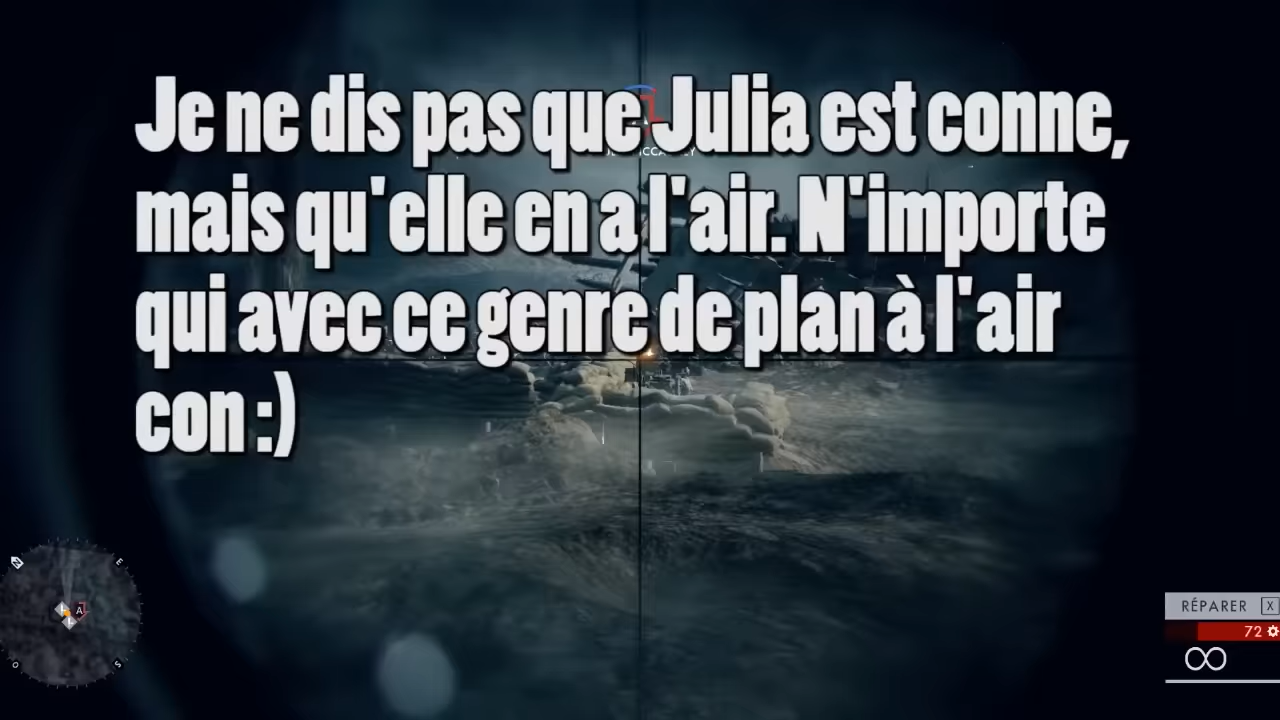 Je ne dis pas que Julia est conne,
mais qu'elle en a l'air. N'importe
qui avec ce genre de plan à l'air
con :)
E
A
O
S
RÉPARER X
72